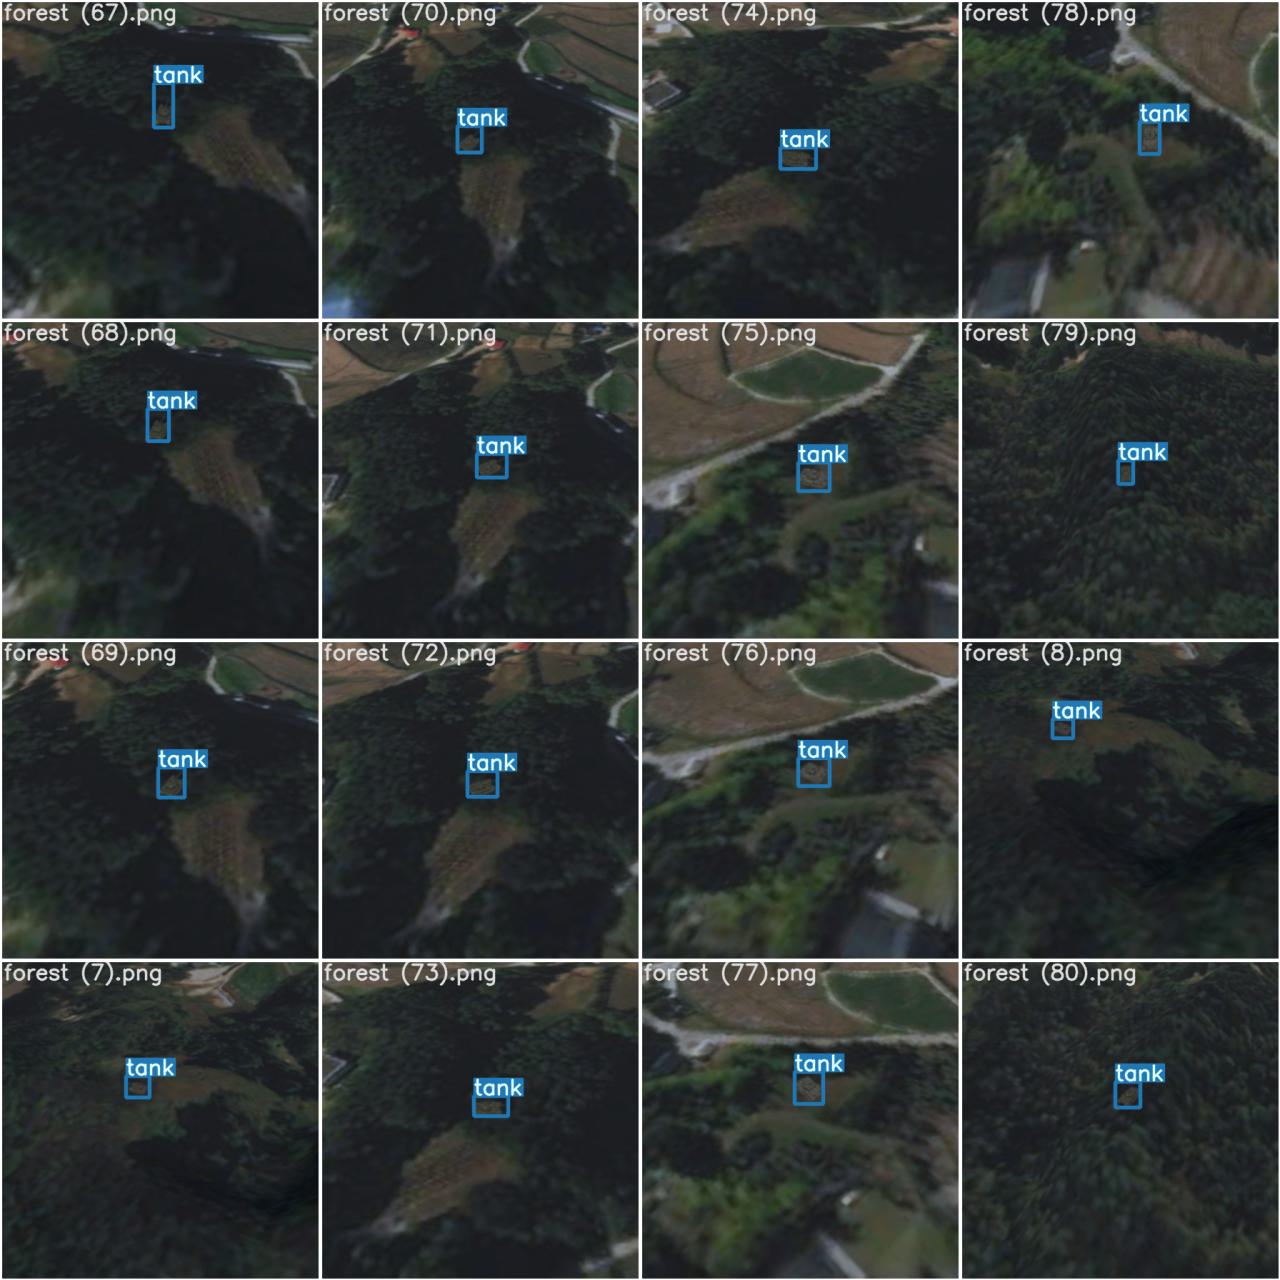 forest (67).png
tank
forest (70).png
tank
forest (74).png
tank
forest (78).png
tank
forest (68).png
tank
forest (71).png
tank
forest (75).png
tank
forest (79).png
tank
forest (69).png
tank
forest (72).png
tank
forest (76).png
tank
forest (8).png
tank
forest (7).png
tank
forest (73).png
tank
forest (77).png
tank
forest (80).png
tank